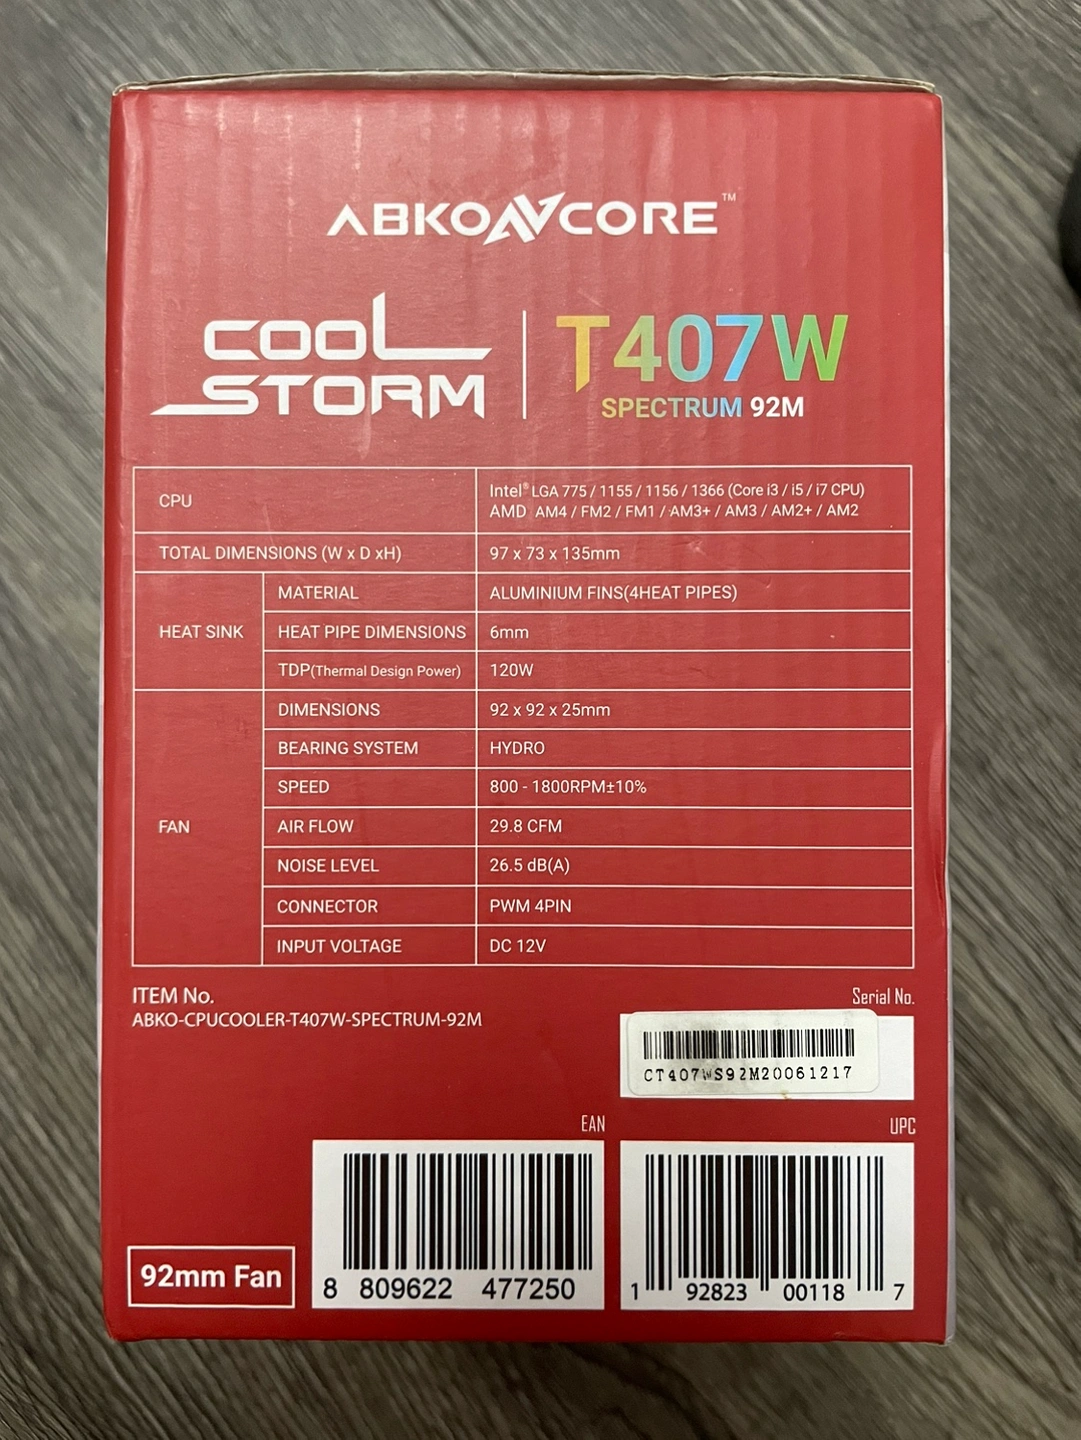 ABKONCORE™
COOL
STORM
T407W
SPECTRUM 92M
CPU
Intel® LGA 775 / 1155 / 1156 / 1366 (Core i3 / i5 / i7 CPU)
AMD AM4 / FM2 / FM1 / AM3+ / AM3 / AM2+ / AM2
TOTAL DIMENSIONS (W x D xH) 97 x 73 x 135mm
HEAT SINK
MATERIAL ALUMINIUM FINS(4HEAT PIPES)
HEAT PIPE DIMENSIONS 6mm
TDP(Thermal Design Power) 120W
FAN
DIMENSIONS 92 x 92 x 25mm
BEARING SYSTEM HYDRO
SPEED 800 - 1800RPM±10%
AIR FLOW 29.8 CFM
NOISE LEVEL 26.5 dB(A)
CONNECTOR PWM 4PIN
INPUT VOLTAGE DC 12V
ITEM No.
ABKO-CPUCOOLER-T407W-SPECTRUM-92M
Serial No.
CT407WS92M20061217
EAN
8 809622 477250
UPC
1 92823 00118 7
92mm Fan